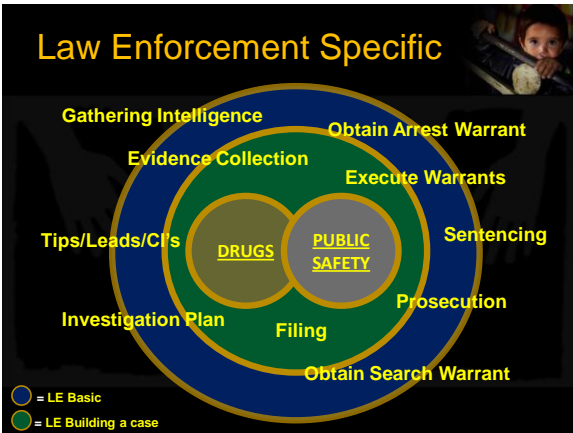 Law Enforcement Specific
Gathering Intelligence
Obtain Arrest Warrant
Evidence Collection
Execute Warrants
Tips/Leads/CI's
DRUGS
PUBLIC
SAFETY
Sentencing
Prosecution
Investigation Plan
Filing
Obtain Search Warrant
= LE Basic
= LE Building a case